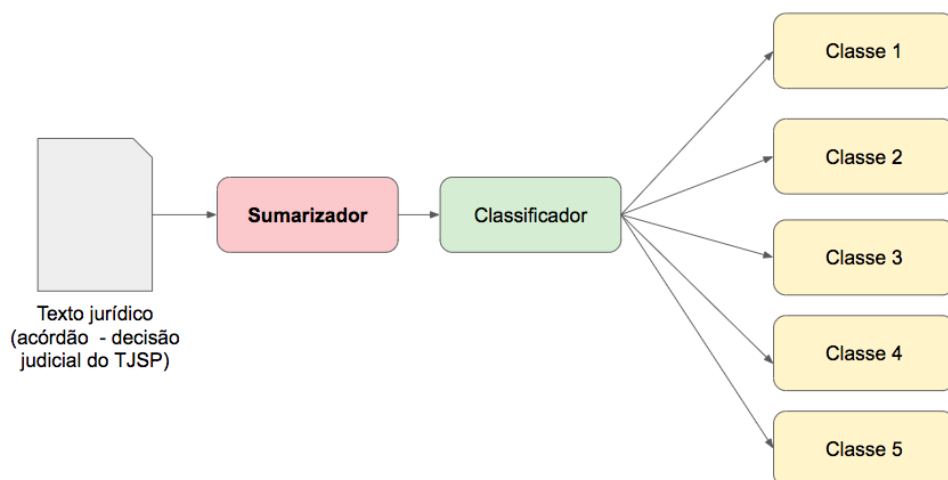 Classe 1
Classe 2
Sumarizador
Classificador
Classe 3
Texto jurídico
(acórdão - decisão
judicial do TJSP)
Classe 4
Classe 5